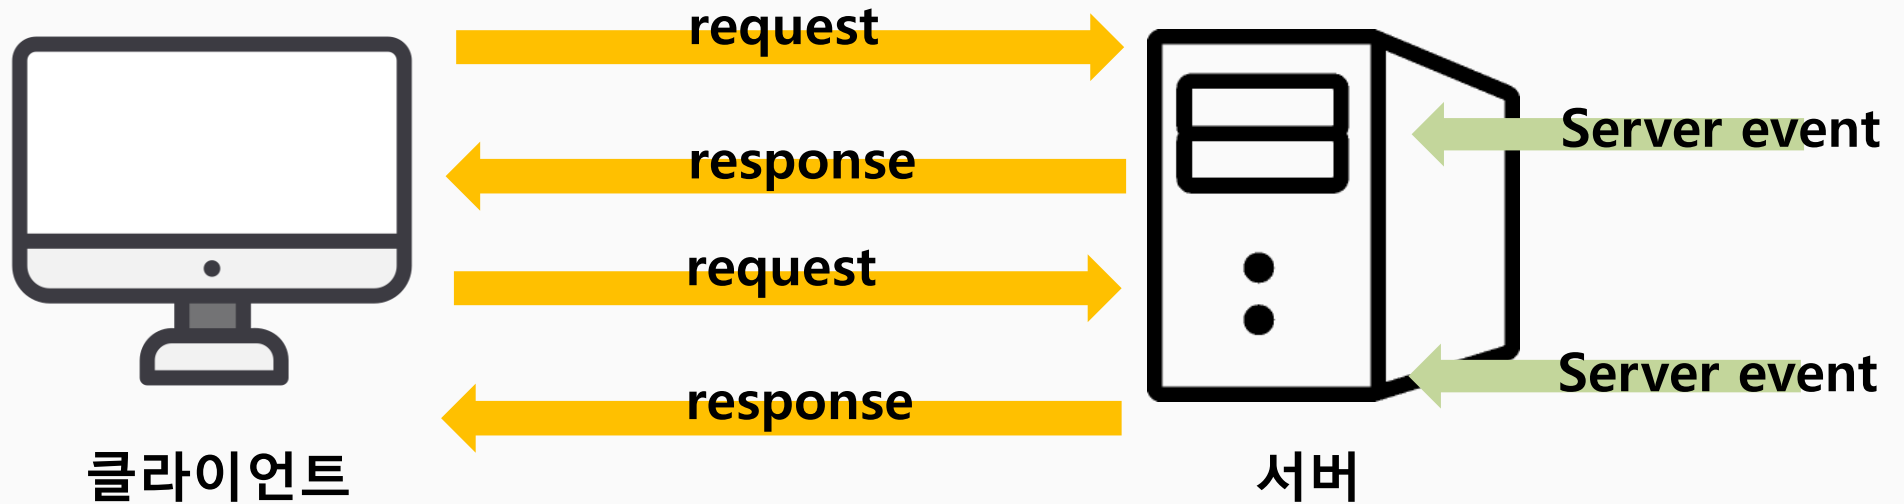 request
Server event
response
request
Server event
response
클라이언트
서버